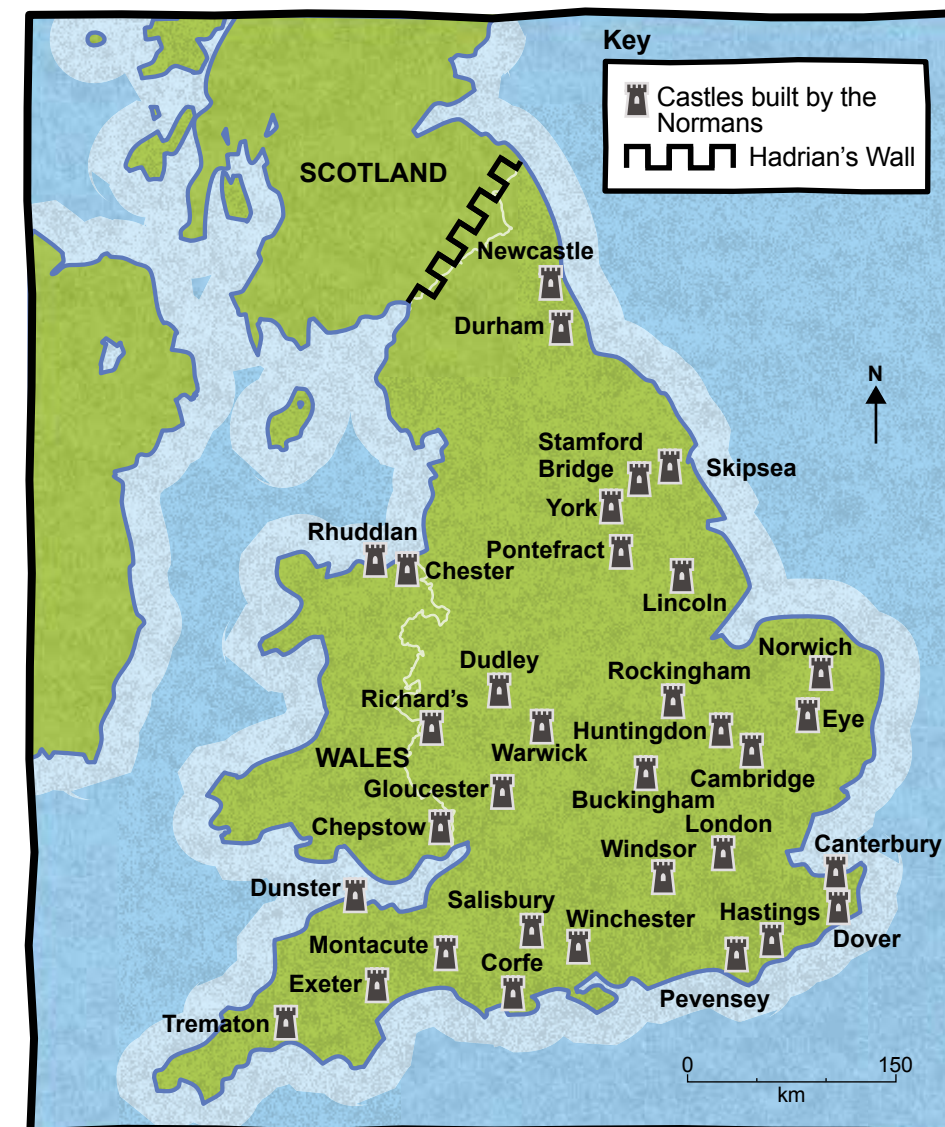 Key
Castles built by the
Normans
Hadrian's Wall
SCOTLAND
Newcastle
Durham
N
Stamford
Bridge
Skipsea
York
Rhuddlan
Pontefract
Chester
Lincoln
Norwich
Dudley
Rockingham
Richard's
Eye
Huntingdon
WALES
Warwick
Cambridge
Gloucester
Buckingham
Chepstow
London
Canterbury
Windsor
Dunster
Salisbury
Winchester
Hastings
Dover
Montacute
Corfe
Exeter
Pevensey
Trematon
0 150
km